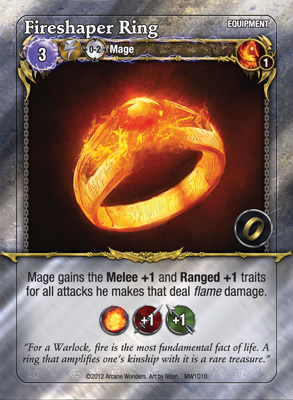 Fireshaper Ring
EQUIPMENT
3
0-2 Mage
1
Mage gains the Melee +1 and Ranged +1 traits
for all attacks he makes that deal flame damage.
+1 +1
"For a Warlock, fire is the most fundamental fact of life. A
ring that amplifies one's kinship with it is a rare treasure."
©2012 Arcane Wonders. Art by Niten. MW1Q10